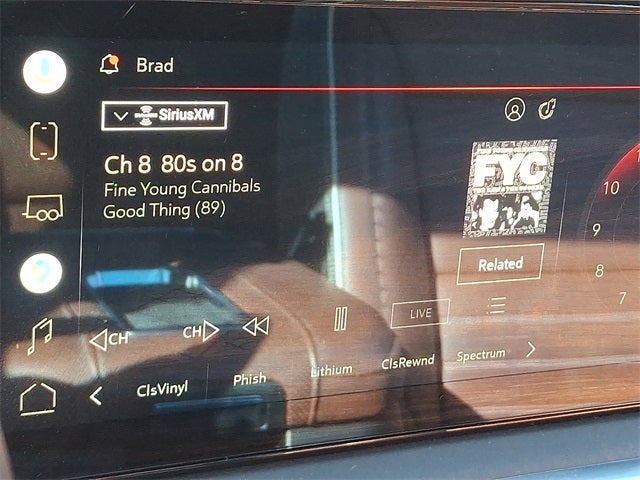 Brad
SiriusXM
Ch 8 80s on 8
Fine Young Cannibals
Good Thing (89)
FYC
Related
10
9
8
7
CH
CH
LIVE
ClsVinyl
Phish
Lithium
ClsRewnd
Spectrum